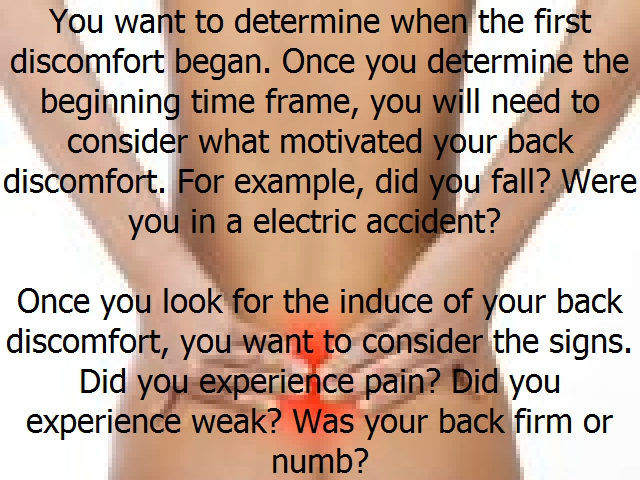 You want to determine when the first
discomfort began. Once you determine the
beginning time frame, you will need to
consider what motivated your back
discomfort. For example, did you fall? Were
you in a electric accident?
Once you look for the induce of your back
discomfort, you want to consider the signs.
Did you experience pain? Did you
experience weak? Was your back firm or
numb?